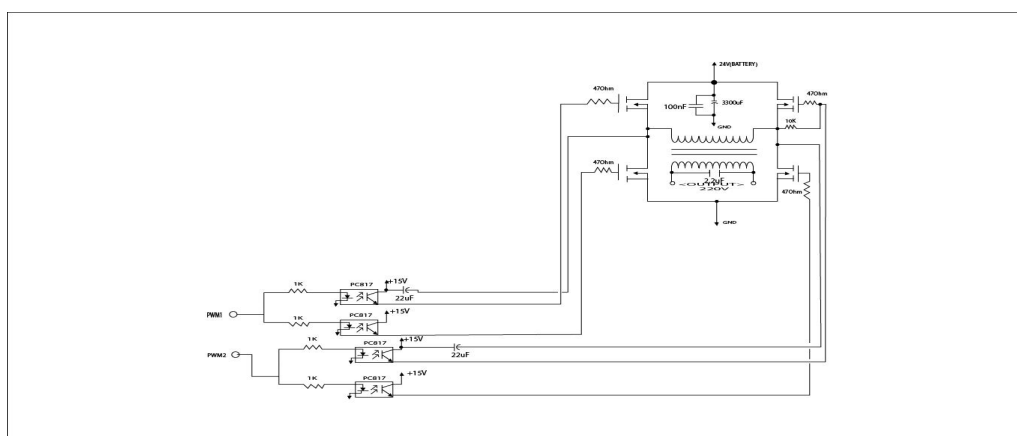 24V(BATTERY)
47Ohm
47Ohm
100nF
3300uF
10K
GND
47Ohm
2.2uF
<OUTPUT>
220V
47Ohm
GND
PC817
+15V
1K
22uF
PWM1
PC817
+15V
1K
+15V
PC817
1K
22uF
PWM2
+15V
PC817
1K